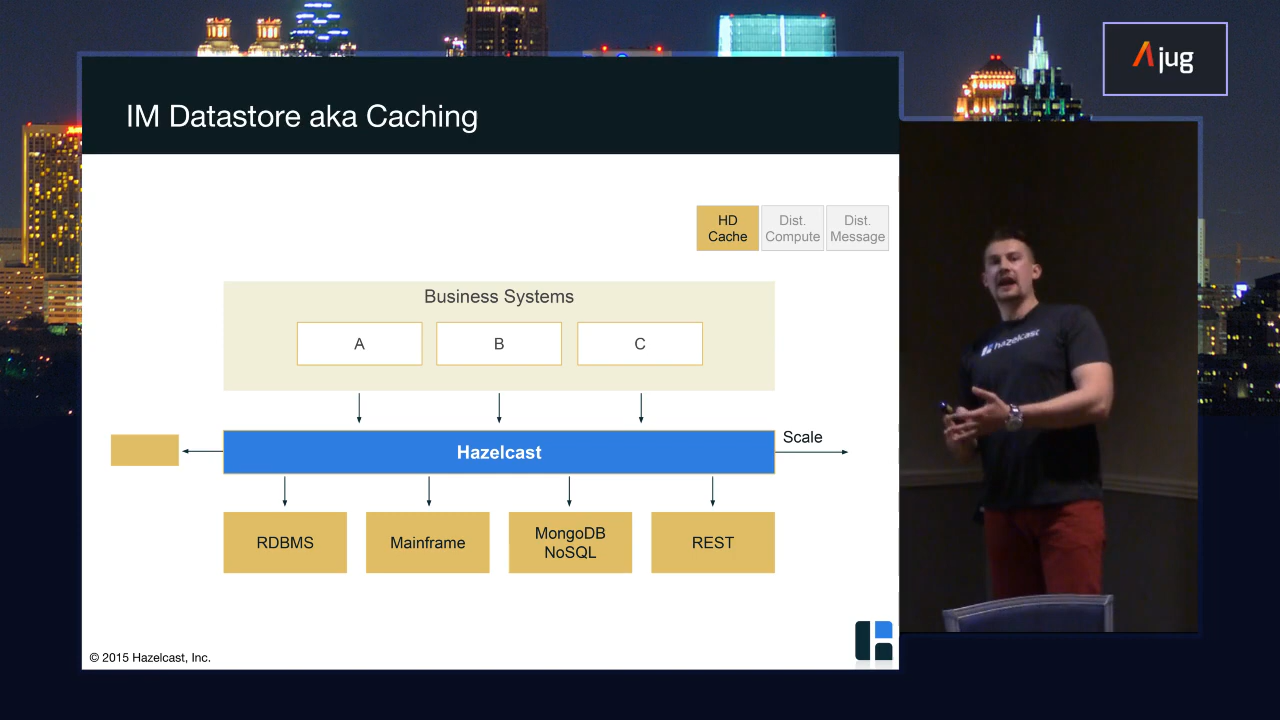 jug
IM Datastore aka Caching
HD
Cache
Dist.
Compute
Dist.
Message
Business Systems
A
B
C
Hazelcast
Scale
RDBMS
Mainframe
MongoDB
NoSQL
REST
© 2015 Hazelcast, Inc.
hazelcast